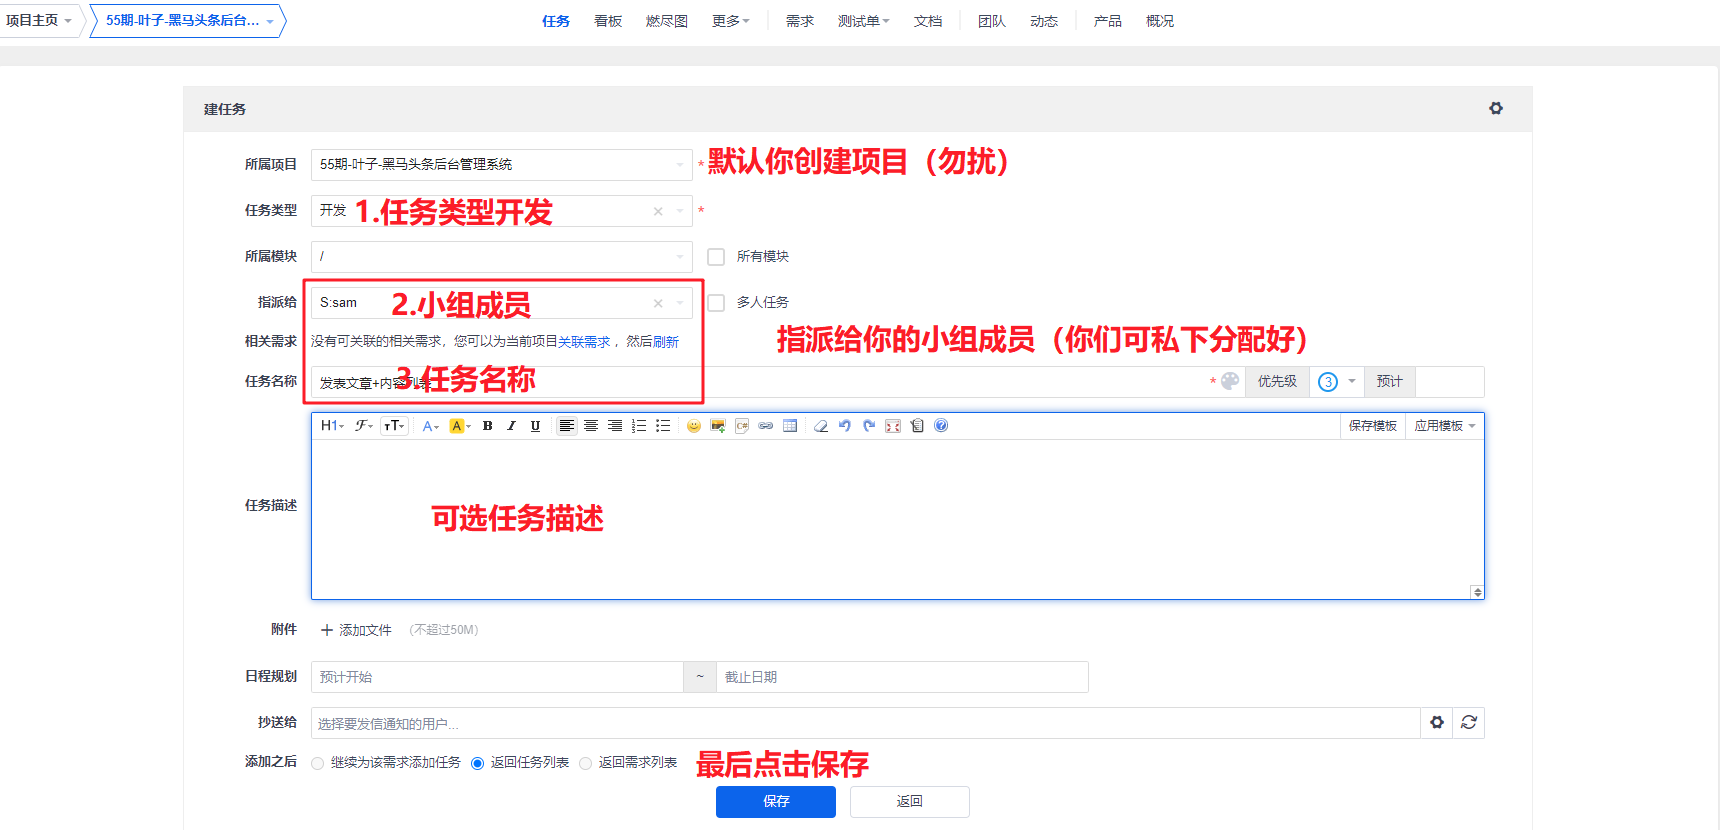 项目主页 55期-叶子-黑马头条后台... 任务 看板 燃尽图 更多 需求 测试单 文档 团队 动态 产品 概况
建任务
所属项目 55期-叶子-黑马头条后台管理系统 * 默认你创建项目（勿扰）
任务类型 开发 1.任务类型开发 × *
所属模块 / 所有模块
指派给 S:sam 2.小组成员 × 多人任务
相关需求 没有可关联的相关需求，您可以为当前项目关联需求，然后刷新
指派给你的小组成员（你们可私下分配好）
任务名称 发表文章+内容列表 3.任务名称 * 优先级 3 预计
H1 F TT A A B I U C# 保存模板 应用模板
任务描述 可选任务描述
附件 + 添加文件 (不超过50M)
日程规划 预计开始 ~ 截止日期
抄送给 选择要发信通知的用户...
添加之后 继续为该需求添加任务 返回任务列表 返回需求列表 最后点击保存
保存 返回